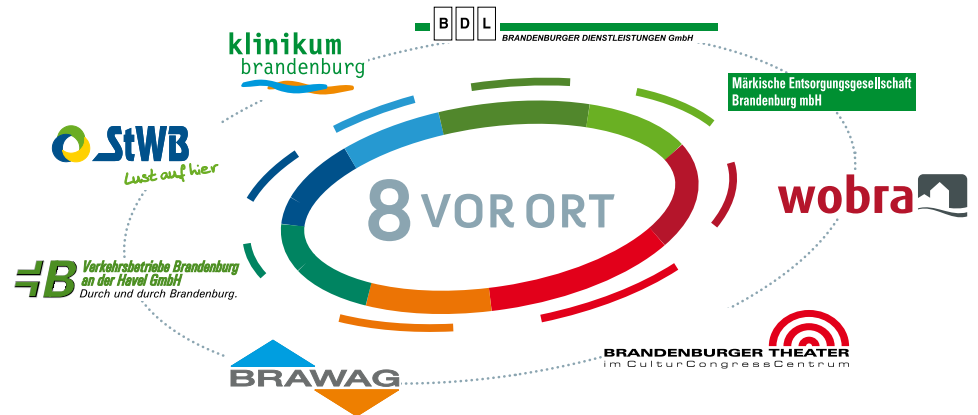 BDL
BRANDENBURGER DIENSTLEISTUNGEN GmbH
klinikum
brandenburg
Märkische Entsorgungsgesellschaft
Brandenburg mbH
StWB
Lust auf hier
8 VOR ORT
wobra
Verkehrsbetriebe Brandenburg
an der Havel GmbH
Durch und durch Brandenburg.
BRANDENBURGER THEATER
im CulturCongressCentrum
BRAWAG